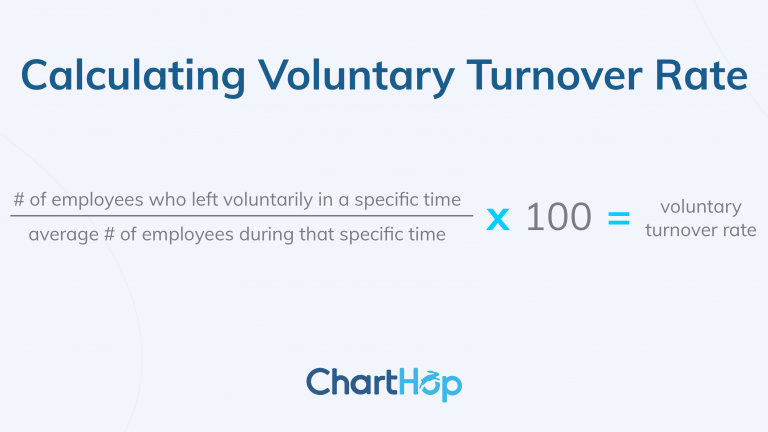 Calculating Voluntary Turnover Rate
# of employees who left voluntarily in a specific time
average # of employees during that specific time
x 100 =
voluntary
turnover rate
ChartHop